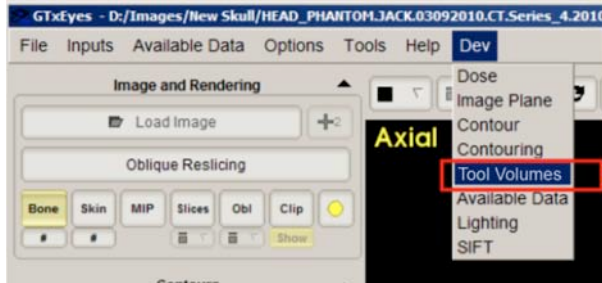 GTxEyes - D:/Images/New Skull/HEAD_PHANTOM.JACK.03092010.CT.Series_4.2010
File Inputs Available Data Options Tools Help Dev
Image and Rendering
Load Image
2
Oblique Reslicing
Bone Skin MIP Slices Obl Clip
# #
Show
Axial
Dose
Image Plane
Contour
Contouring
Tool Volumes
Available Data
Lighting
SIFT